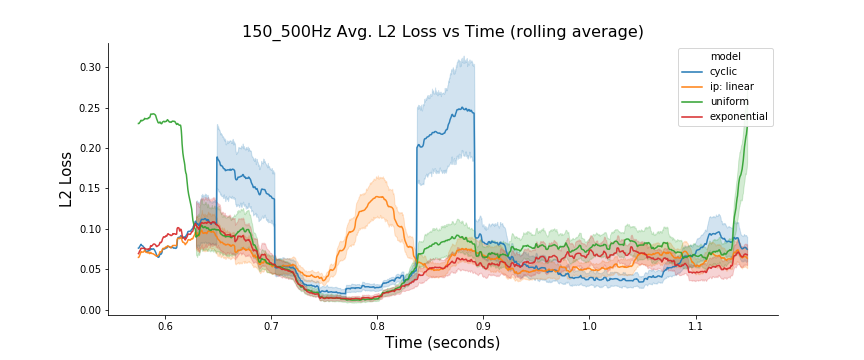 150_500Hz Avg. L2 Loss vs Time (rolling average)
model
cyclic
ip: linear
uniform
exponential
L2 Loss
0.30
0.25
0.20
0.15
0.10
0.05
0.00
0.6 0.7 0.8 0.9 1.0 1.1
Time (seconds)